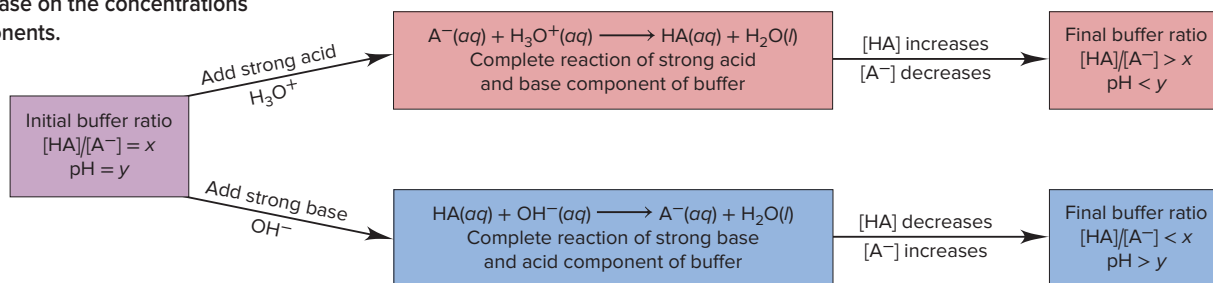 ase on the concentrations
onents.
Initial buffer ratio
[HA]/[A⁻] = x
pH = y
Add strong acid
H₃O⁺
A⁻(aq) + H₃O⁺(aq) ⟶ HA(aq) + H₂O(l)
Complete reaction of strong acid
and base component of buffer
[HA] increases
[A⁻] decreases
Final buffer ratio
[HA]/[A⁻] > x
pH < y
Add strong base
OH⁻
HA(aq) + OH⁻(aq) ⟶ A⁻(aq) + H₂O(l)
Complete reaction of strong base
and acid component of buffer
[HA] decreases
[A⁻] increases
Final buffer ratio
[HA]/[A⁻] < x
pH > y